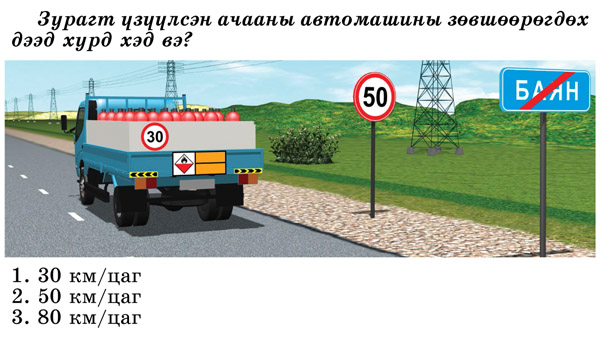 Зурагт үзүүлсэн ачааны автомашины зөвшөөрөгдөх
дээд хурд хэд вэ?
50
БАЯН
30
1. 30 км/цаг
2. 50 км/цаг
3. 80 км/цаг